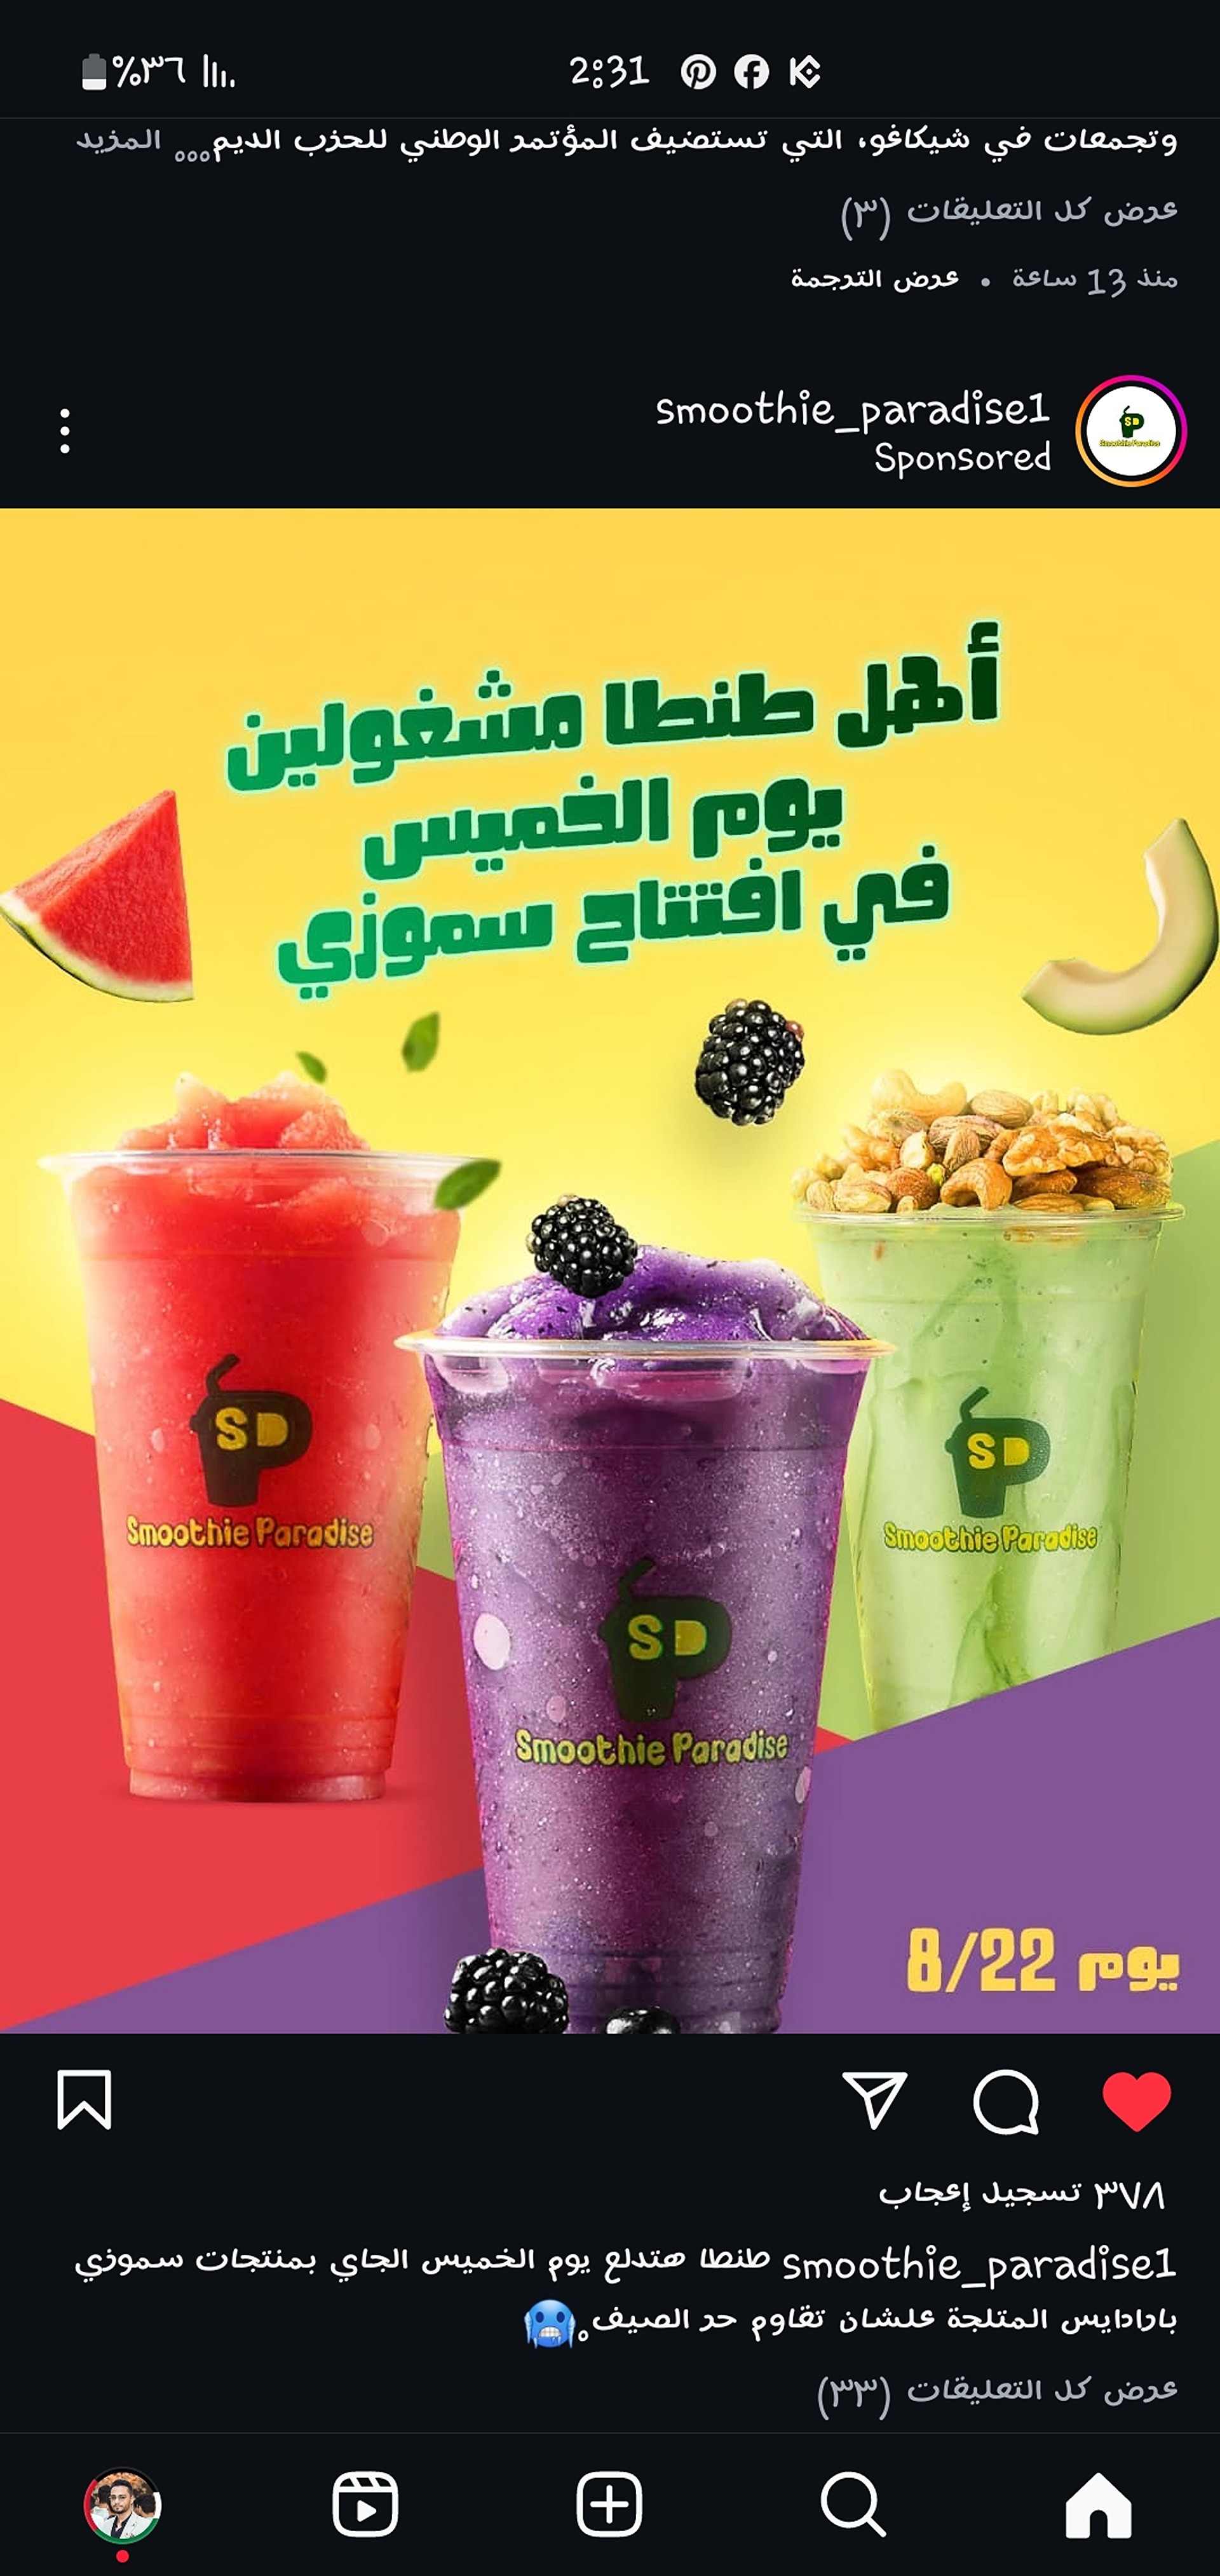 %٣٦
2:31
وتجمعات في شيكاغو، التي تستضيف المؤتمر الوطني للحزب الديم... المزيد
عرض كل التعليقات (٣)
منذ 13 ساعة • عرض الترجمة
smoothie_paradise1
Sponsored
SD
Smoothie Paradise
أهل طنطا مشغولين
يوم الخميس
في افتتاح سموزي
SD
Smoothie Paradise
SD
Smoothie Paradise
SD
Smoothie Paradise
يوم 8/22
٣٧٨ تسجيل إعجاب
smoothie_paradise1 طنطا هتدلع يوم الخميس الجاي بمنتجات سموزي
بارادايس المتلجة علشان تقاوم حر الصيف.🥶
عرض كل التعليقات (٣٣)